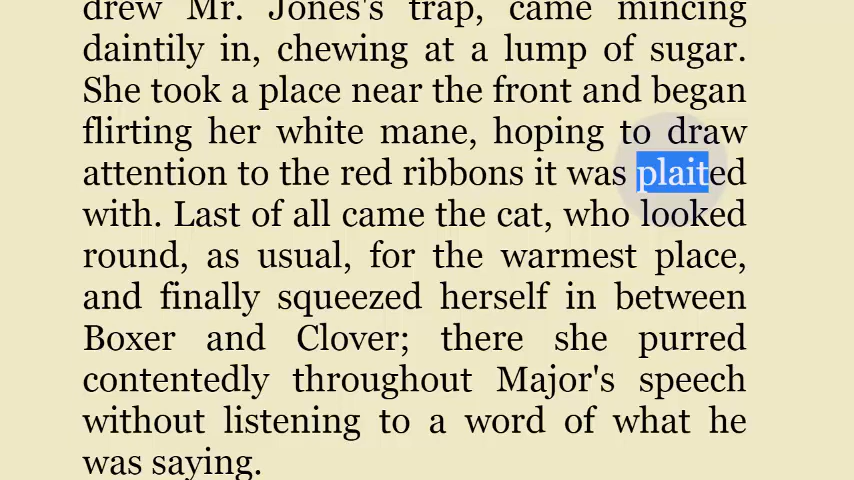 drew Mr. Jones's trap, came mincing
daintily in, chewing at a lump of sugar.
She took a place near the front and began
flirting her white mane, hoping to draw
attention to the red ribbons it was plaited
with. Last of all came the cat, who looked
round, as usual, for the warmest place,
and finally squeezed herself in between
Boxer and Clover; there she purred
contentedly throughout Major's speech
without listening to a word of what he
was saying.